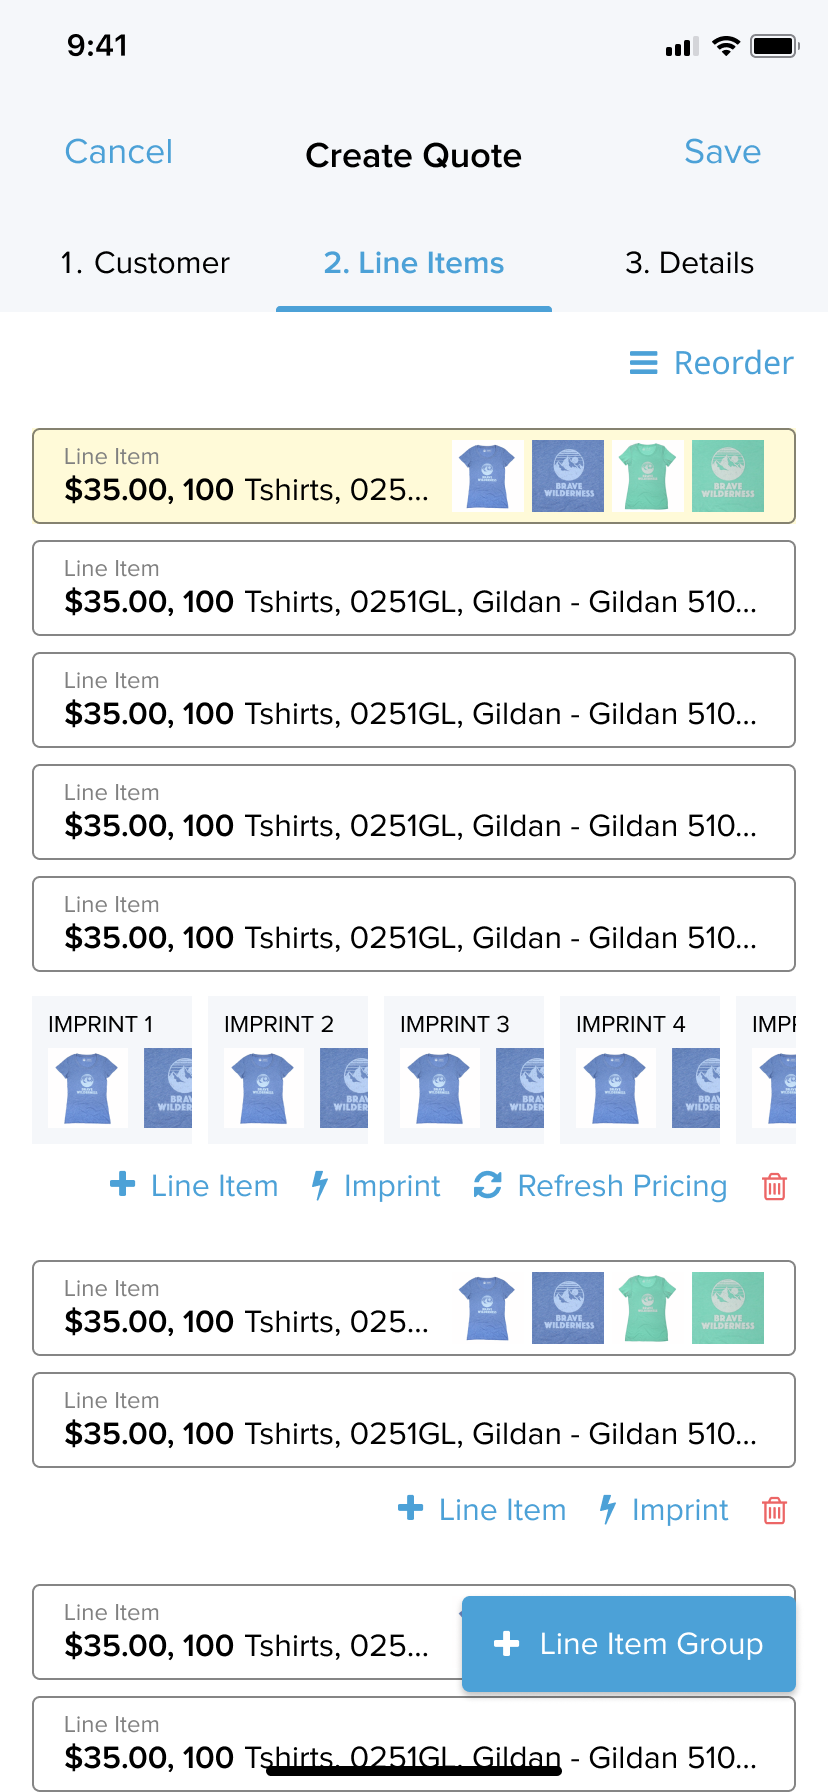 9:41
Cancel
Create Quote
Save
1. Customer
2. Line Items
3. Details
Reorder
Line Item
$35.00, 100 Tshirts, 025...
BRAVE
WILDERNESS
BRAVE
WILDERNESS
Line Item
$35.00, 100 Tshirts, 0251GL, Gildan - Gildan 510...
Line Item
$35.00, 100 Tshirts, 0251GL, Gildan - Gildan 510...
Line Item
$35.00, 100 Tshirts, 0251GL, Gildan - Gildan 510...
Line Item
$35.00, 100 Tshirts, 0251GL, Gildan - Gildan 510...
IMPRINT 1
IMPRINT 2
IMPRINT 3
IMPRINT 4
Line Item
Imprint
Refresh Pricing
Line Item
$35.00, 100 Tshirts, 025...
BRAVE
WILDERNESS
BRAVE
WILDERNESS
Line Item
$35.00, 100 Tshirts, 0251GL, Gildan - Gildan 510...
Line Item
Imprint
Line Item
$35.00, 100 Tshirts, 025...
Line Item Group
Line Item
$35.00, 100 Tshirts, 0251GL, Gildan - Gildan 510...